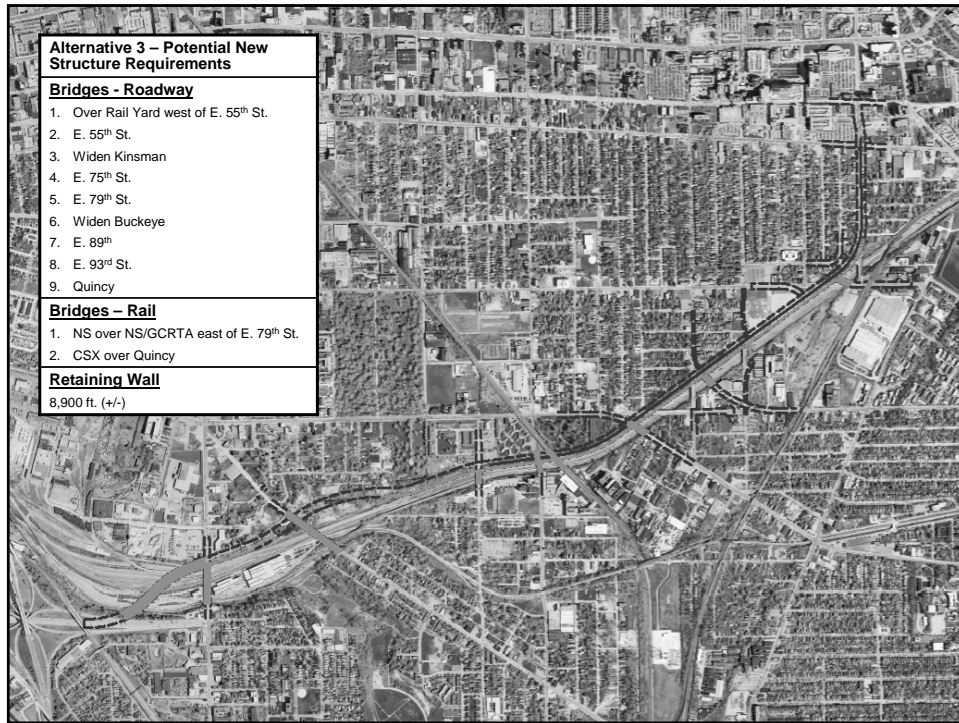 Alternative 3 – Potential New
Structure Requirements
Bridges - Roadway
1. Over Rail Yard west of E. 55th St.
2. E. 55th St.
3. Widen Kinsman
4. E. 75th St.
5. E. 79th St.
6. Widen Buckeye
7. E. 89th
8. E. 93rd St.
9. Quincy
Bridges – Rail
1. NS over NS/GCRTA east of E. 79th St.
2. CSX over Quincy
Retaining Wall
8,900 ft. (+/-)